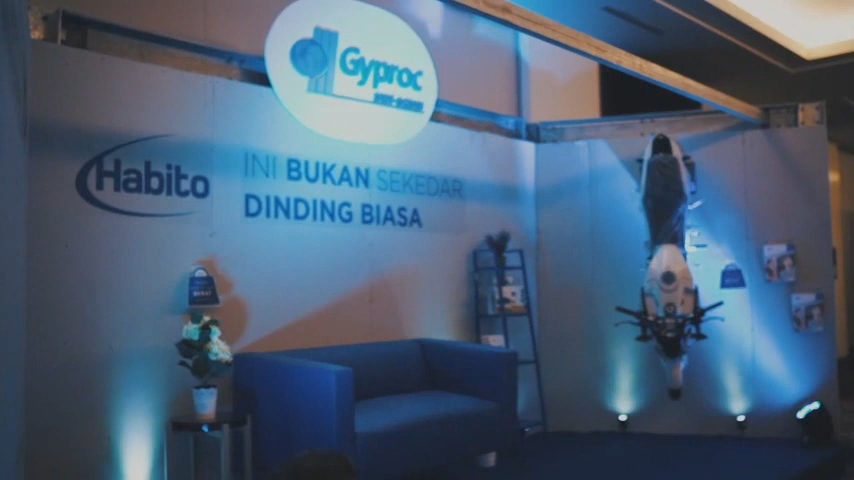 Gyproc
Habito
INI BUKAN SEKEDAR
DINDING BIASA